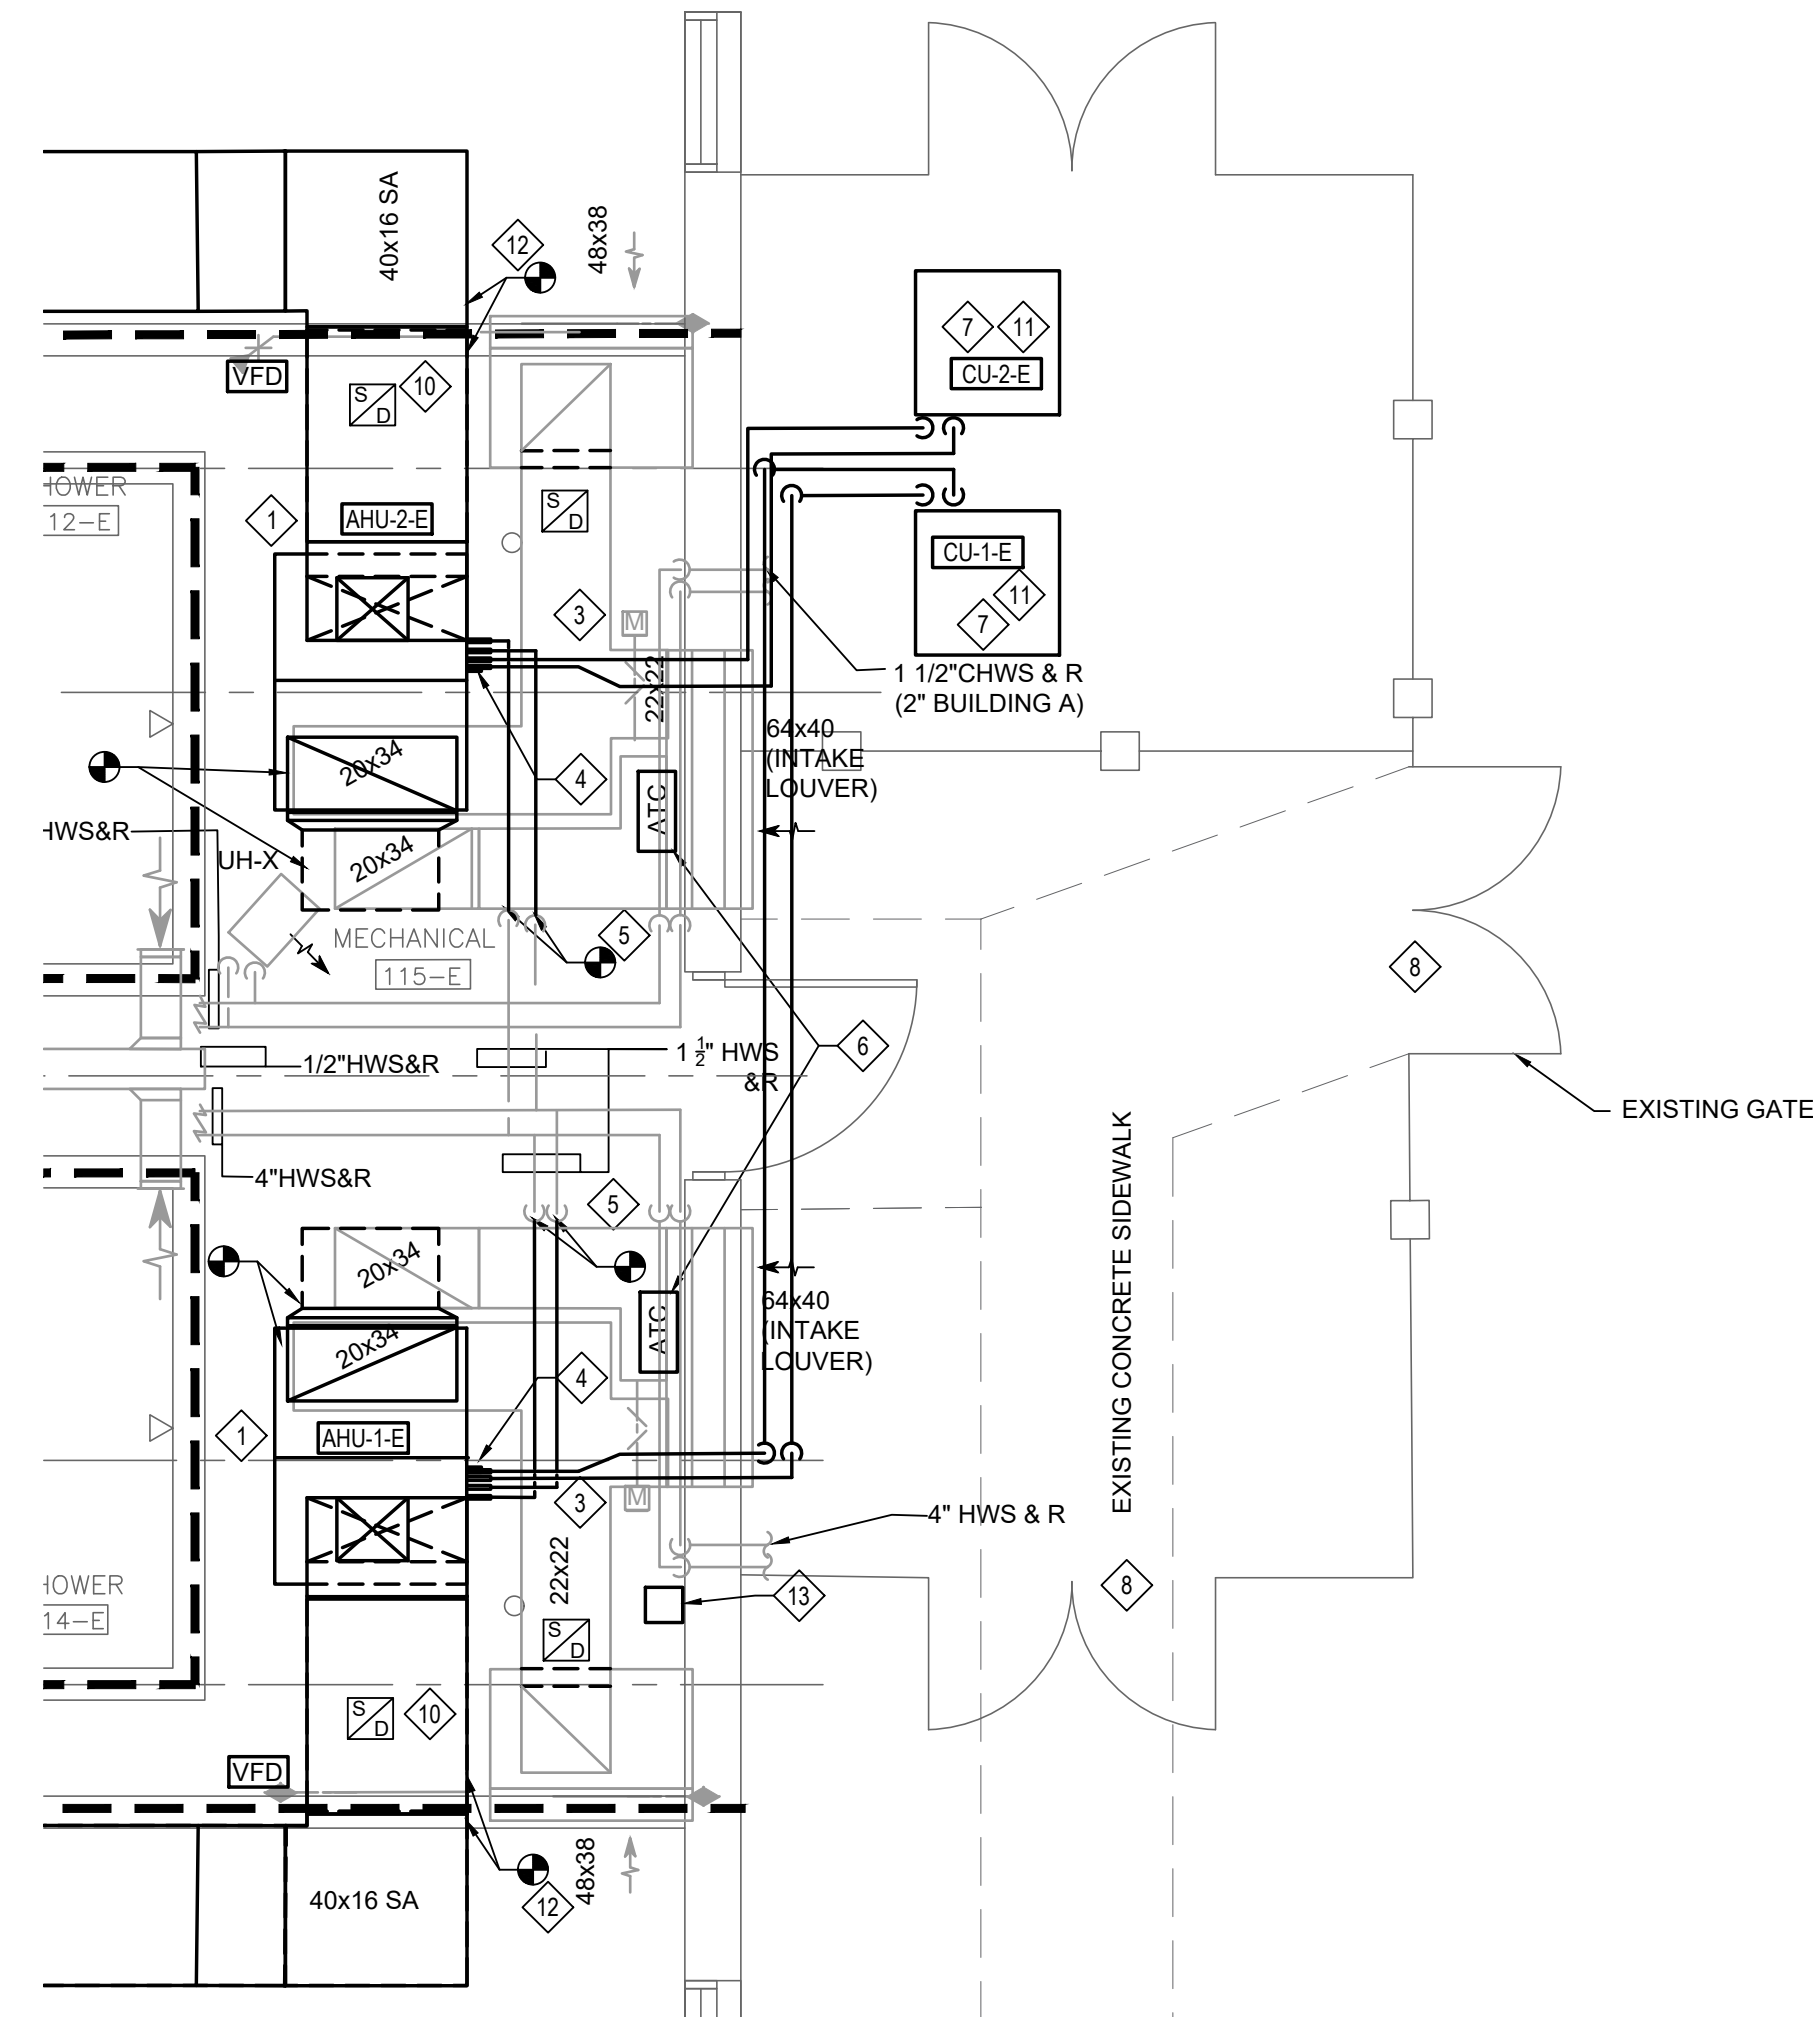 40x16 SA
12
48x38
7
11
CU-2-E
VFD
S
D
10
HOWER
12-E
1
AHU-2-E
S
D
CU-1-E
11
7
3
M
22x22
1 1/2"CHWS & R
(2" BUILDING A)
64x40
(INTAKE
LOUVER)
20x34
4
ATC
HWS&R
UH-X
20x34
MECHANICAL
115-E
5
8
1/2"HWS&R
1 1/2" HWS
&R
6
EXISTING GATE
4"HWS&R
5
EXISTING CONCRETE SIDEWALK
20x34
64x40
(INTAKE
LOUVER)
20x34
ATC
4
1
AHU-1-E
3
M
4" HWS & R
22x22
HOWER
14-E
13
8
S
D
S
D
10
VFD
48x38
40x16 SA
12